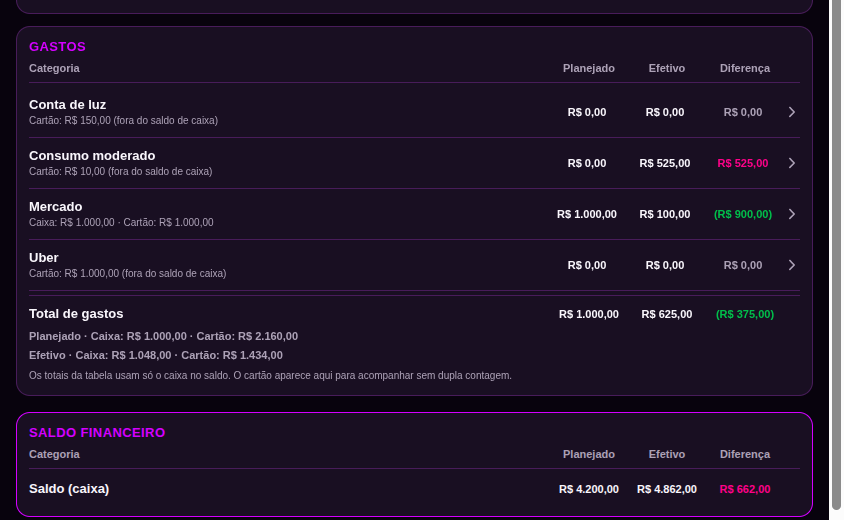 GASTOS
Categoria Planejado Efetivo Diferença
Conta de luz R$ 0,00 R$ 0,00 R$ 0,00
Cartão: R$ 150,00 (fora do saldo de caixa)
Consumo moderado R$ 0,00 R$ 525,00 R$ 525,00
Cartão: R$ 10,00 (fora do saldo de caixa)
Mercado R$ 1.000,00 R$ 100,00 (R$ 900,00)
Caixa: R$ 1.000,00 · Cartão: R$ 1.000,00
Uber R$ 0,00 R$ 0,00 R$ 0,00
Cartão: R$ 1.000,00 (fora do saldo de caixa)
Total de gastos R$ 1.000,00 R$ 625,00 (R$ 375,00)
Planejado · Caixa: R$ 1.000,00 · Cartão: R$ 2.160,00
Efetivo · Caixa: R$ 1.048,00 · Cartão: R$ 1.434,00
Os totais da tabela usam só o caixa no saldo. O cartão aparece aqui para acompanhar sem dupla contagem.
SALDO FINANCEIRO
Categoria Planejado Efetivo Diferença
Saldo (caixa) R$ 4.200,00 R$ 4.862,00 R$ 662,00